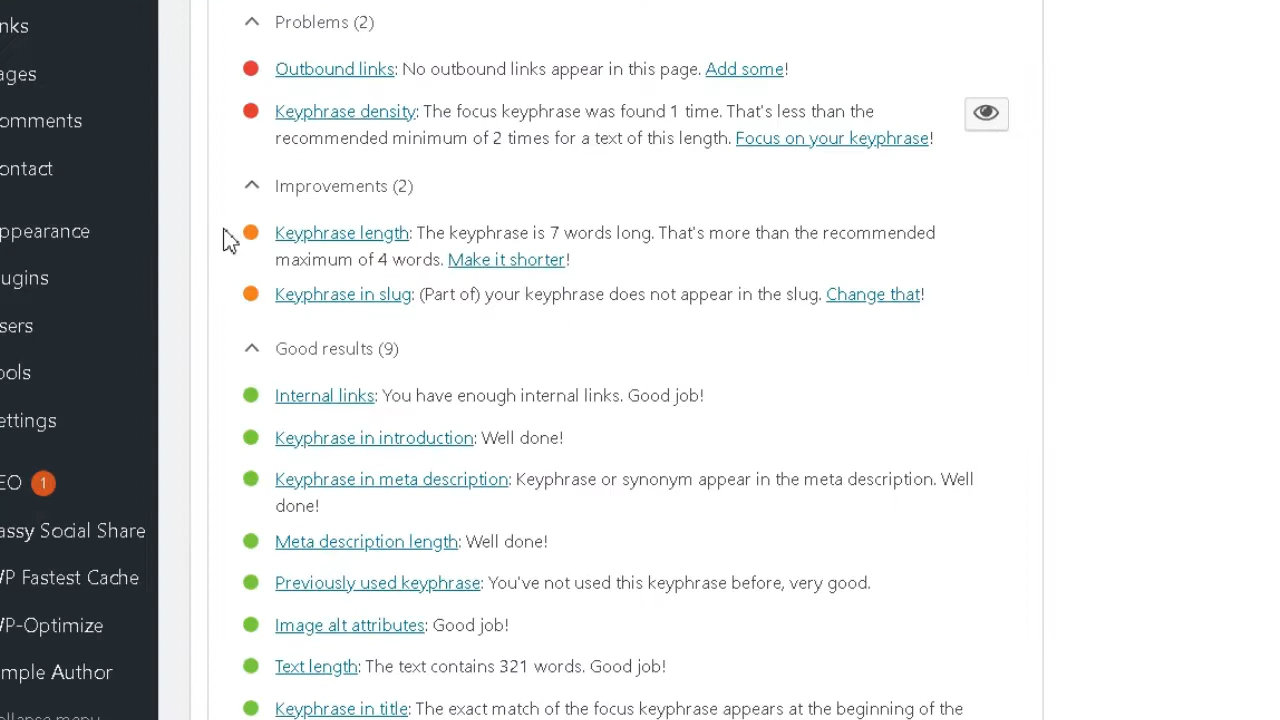 nks
ages
omments
ontact
ppearance
lugins
sers
ools
ettings
EO 1
assy Social Share
VP Fastest Cache
VP-Optimize
mple Author
ollapse menu
Problems (2)
Outbound links: No outbound links appear in this page. Add some!
Keyphrase density: The focus keyphrase was found 1 time. That's less than the
recommended minimum of 2 times for a text of this length. Focus on your keyphrase!
Improvements (2)
Keyphrase length: The keyphrase is 7 words long. That's more than the recommended
maximum of 4 words. Make it shorter!
Keyphrase in slug: (Part of) your keyphrase does not appear in the slug. Change that!
Good results (9)
Internal links: You have enough internal links. Good job!
Keyphrase in introduction: Well done!
Keyphrase in meta description: Keyphrase or synonym appear in the meta description. Well
done!
Meta description length: Well done!
Previously used keyphrase: You've not used this keyphrase before, very good.
Image alt attributes: Good job!
Text length: The text contains 321 words. Good job!
Keyphrase in title: The exact match of the focus keyphrase appears at the beginning of the